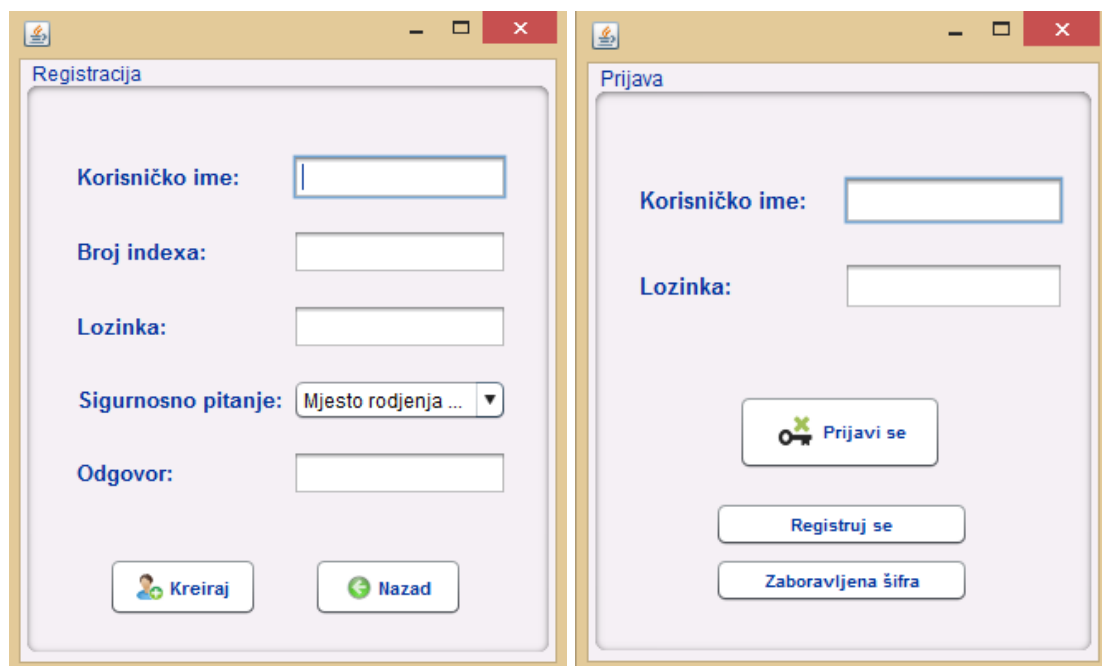 Registracija
Korisničko ime:
Broj indexa:
Lozinka:
Sigurnosno pitanje: Mjesto rodjenja ...
Odgovor:
Kreiraj Nazad
Prijava
Korisničko ime:
Lozinka:
Prijavi se
Registruj se
Zaboravljena šifra